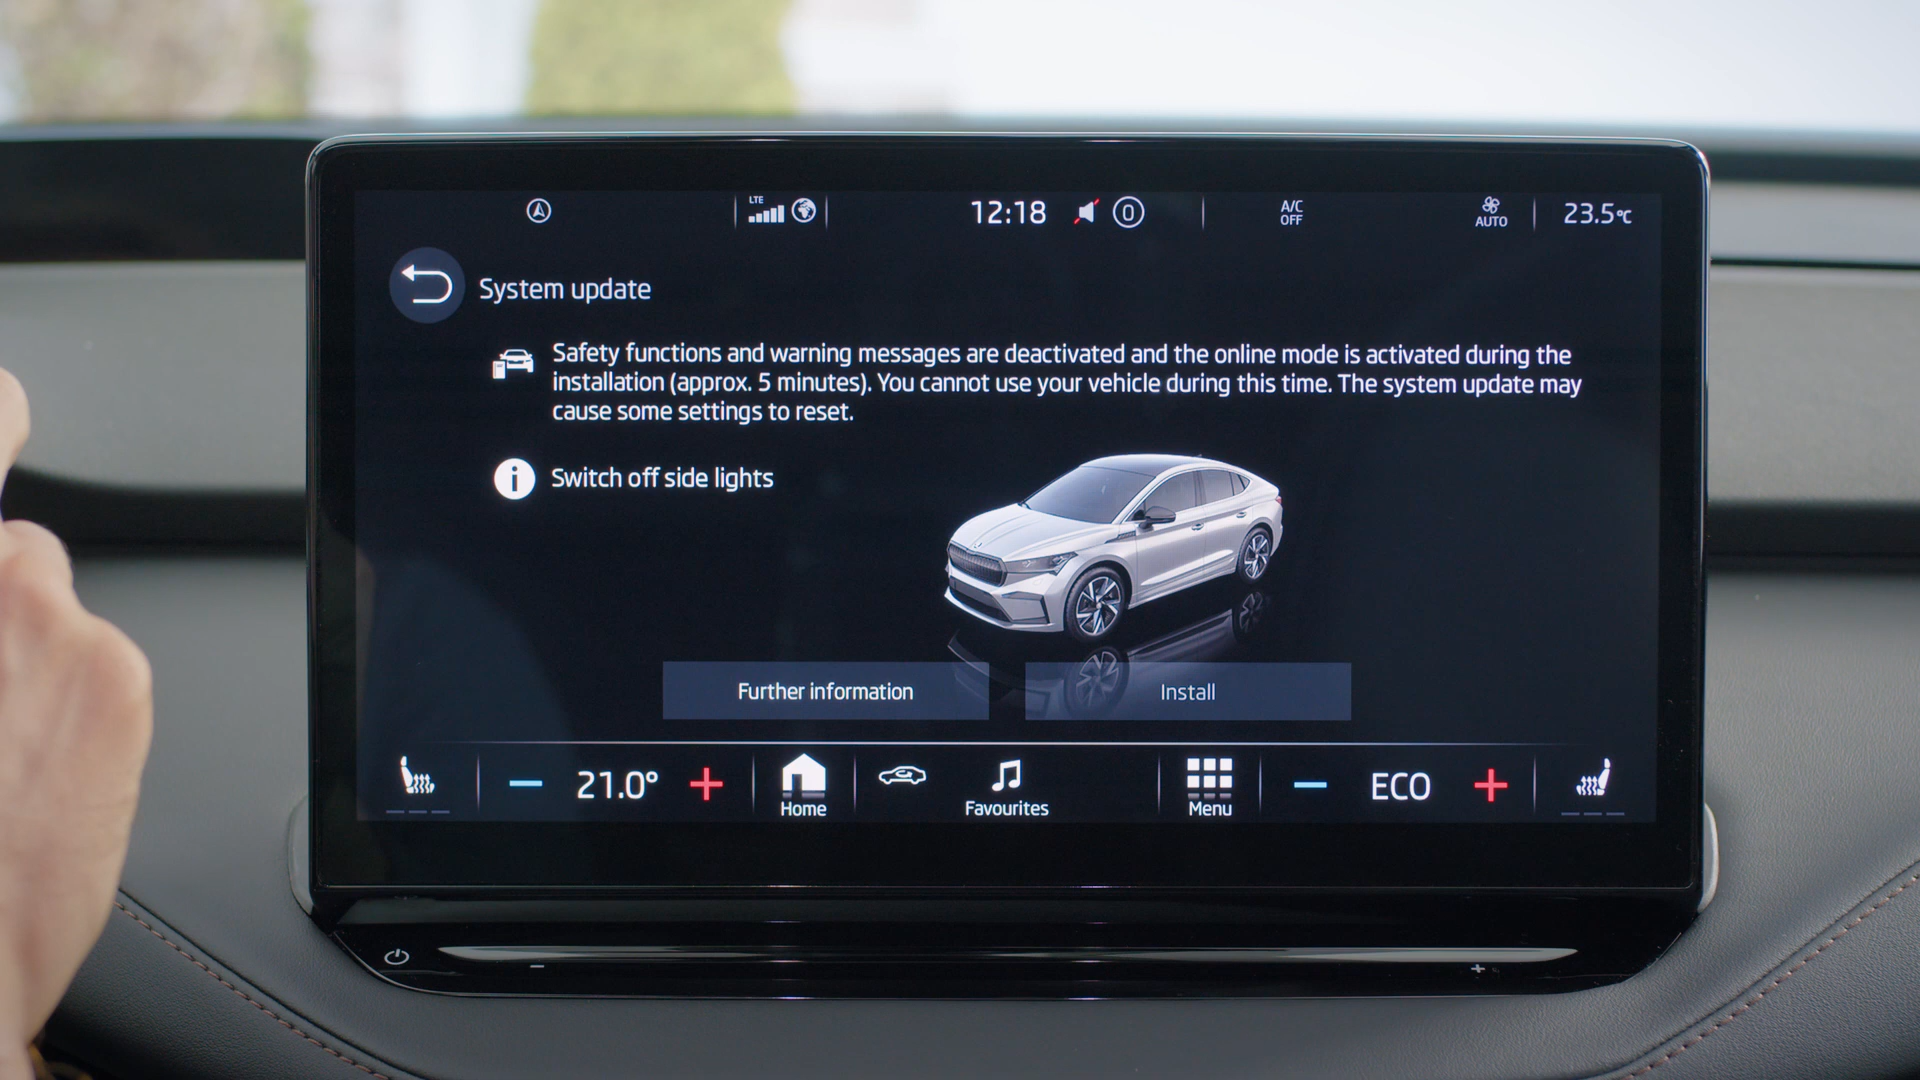 LTE
12:18
0
A/C
OFF
AUTO
23.5°C
System update
Safety functions and warning messages are deactivated and the online mode is activated during the
installation (approx. 5 minutes). You cannot use your vehicle during this time. The system update may
cause some settings to reset.
i
Switch off side lights
Further information
Install
− 21.0° +
Home
Favourites
Menu
− ECO +
− +